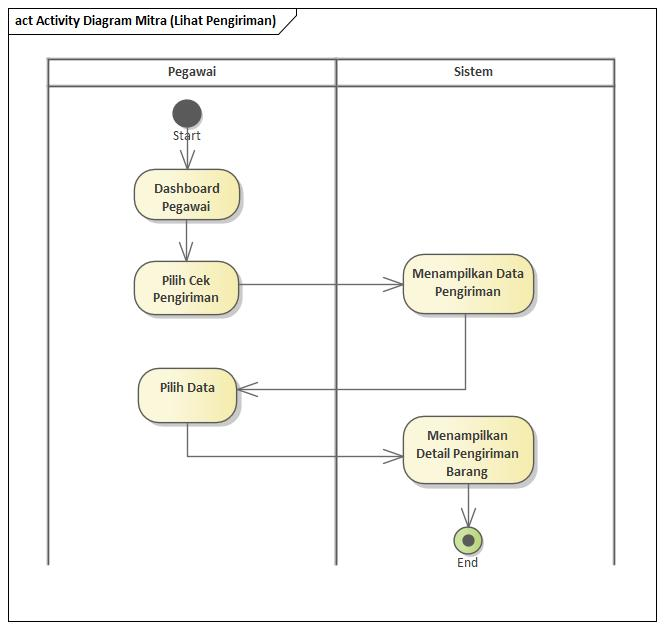 act Activity Diagram Mitra (Lihat Pengiriman)
Pegawai
Sistem
Start
Dashboard
Pegawai
Pilih Cek
Pengiriman
Menampilkan Data
Pengiriman
Pilih Data
Menampilkan
Detail Pengiriman
Barang
End